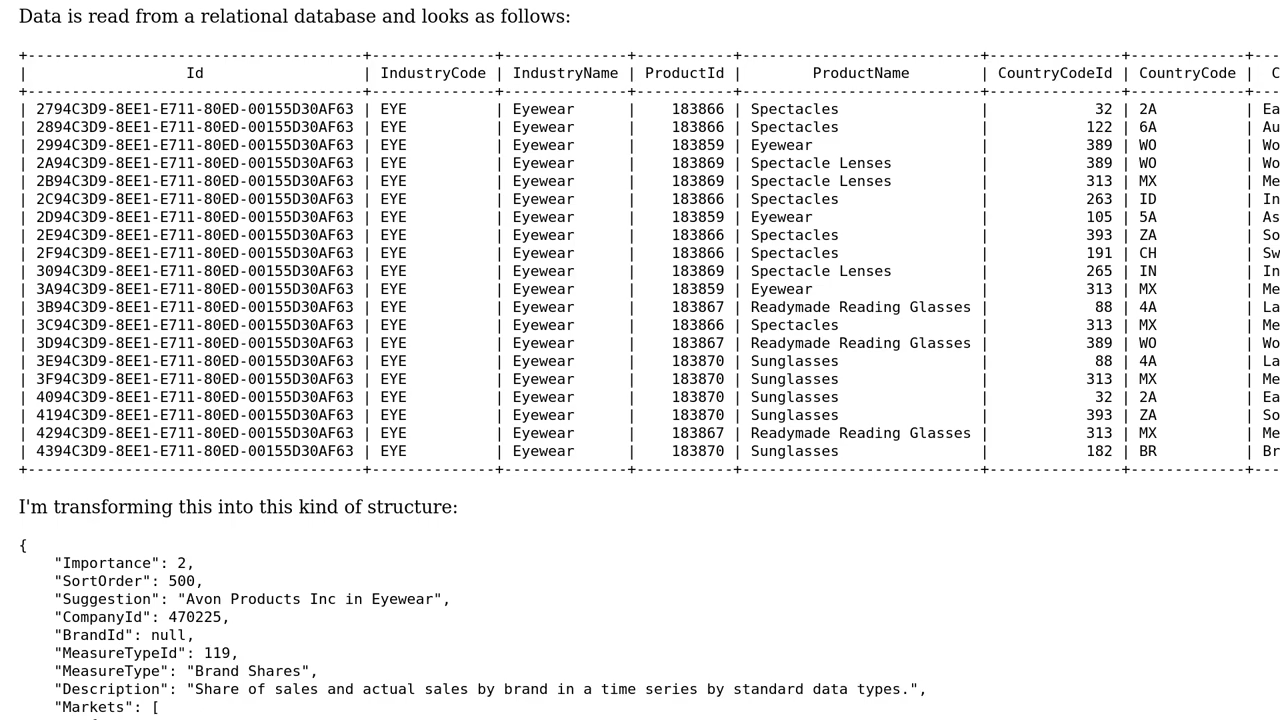 Data is read from a relational database and looks as follows:
+--------------------------------------+--------------+--------------+-----------+---------------------------+---------------+-------------+---
| Id | IndustryCode | IndustryName | ProductId | ProductName | CountryCodeId | CountryCode | C
+--------------------------------------+--------------+--------------+-----------+---------------------------+---------------+-------------+---
| 2794C3D9-8EE1-E711-80ED-00155D30AF63 | EYE | Eyewear | 183866 | Spectacles | 32 | 2A | Ea
| 2894C3D9-8EE1-E711-80ED-00155D30AF63 | EYE | Eyewear | 183866 | Spectacles | 122 | 6A | Au
| 2994C3D9-8EE1-E711-80ED-00155D30AF63 | EYE | Eyewear | 183859 | Eyewear | 389 | WO | Wo
| 2A94C3D9-8EE1-E711-80ED-00155D30AF63 | EYE | Eyewear | 183869 | Spectacle Lenses | 389 | WO | Wo
| 2B94C3D9-8EE1-E711-80ED-00155D30AF63 | EYE | Eyewear | 183869 | Spectacle Lenses | 313 | MX | Me
| 2C94C3D9-8EE1-E711-80ED-00155D30AF63 | EYE | Eyewear | 183866 | Spectacles | 263 | ID | In
| 2D94C3D9-8EE1-E711-80ED-00155D30AF63 | EYE | Eyewear | 183859 | Eyewear | 105 | 5A | As
| 2E94C3D9-8EE1-E711-80ED-00155D30AF63 | EYE | Eyewear | 183866 | Spectacles | 393 | ZA | So
| 2F94C3D9-8EE1-E711-80ED-00155D30AF63 | EYE | Eyewear | 183866 | Spectacles | 191 | CH | Sw
| 3094C3D9-8EE1-E711-80ED-00155D30AF63 | EYE | Eyewear | 183869 | Spectacle Lenses | 265 | IN | In
| 3A94C3D9-8EE1-E711-80ED-00155D30AF63 | EYE | Eyewear | 183859 | Eyewear | 313 | MX | Me
| 3B94C3D9-8EE1-E711-80ED-00155D30AF63 | EYE | Eyewear | 183867 | Readymade Reading Glasses | 88 | 4A | La
| 3C94C3D9-8EE1-E711-80ED-00155D30AF63 | EYE | Eyewear | 183866 | Spectacles | 313 | MX | Me
| 3D94C3D9-8EE1-E711-80ED-00155D30AF63 | EYE | Eyewear | 183867 | Readymade Reading Glasses | 389 | WO | Wo
| 3E94C3D9-8EE1-E711-80ED-00155D30AF63 | EYE | Eyewear | 183870 | Sunglasses | 88 | 4A | La
| 3F94C3D9-8EE1-E711-80ED-00155D30AF63 | EYE | Eyewear | 183870 | Sunglasses | 313 | MX | Me
| 4094C3D9-8EE1-E711-80ED-00155D30AF63 | EYE | Eyewear | 183870 | Sunglasses | 32 | 2A | Ea
| 4194C3D9-8EE1-E711-80ED-00155D30AF63 | EYE | Eyewear | 183870 | Sunglasses | 393 | ZA | So
| 4294C3D9-8EE1-E711-80ED-00155D30AF63 | EYE | Eyewear | 183867 | Readymade Reading Glasses | 313 | MX | Me
| 4394C3D9-8EE1-E711-80ED-00155D30AF63 | EYE | Eyewear | 183870 | Sunglasses | 182 | BR | Br
+--------------------------------------+--------------+--------------+-----------+---------------------------+---------------+-------------+---
I'm transforming this into this kind of structure:
{
"Importance": 2,
"SortOrder": 500,
"Suggestion": "Avon Products Inc in Eyewear",
"CompanyId": 470225,
"BrandId": null,
"MeasureTypeId": 119,
"MeasureType": "Brand Shares",
"Description": "Share of sales and actual sales by brand in a time series by standard data types.",
"Markets": [